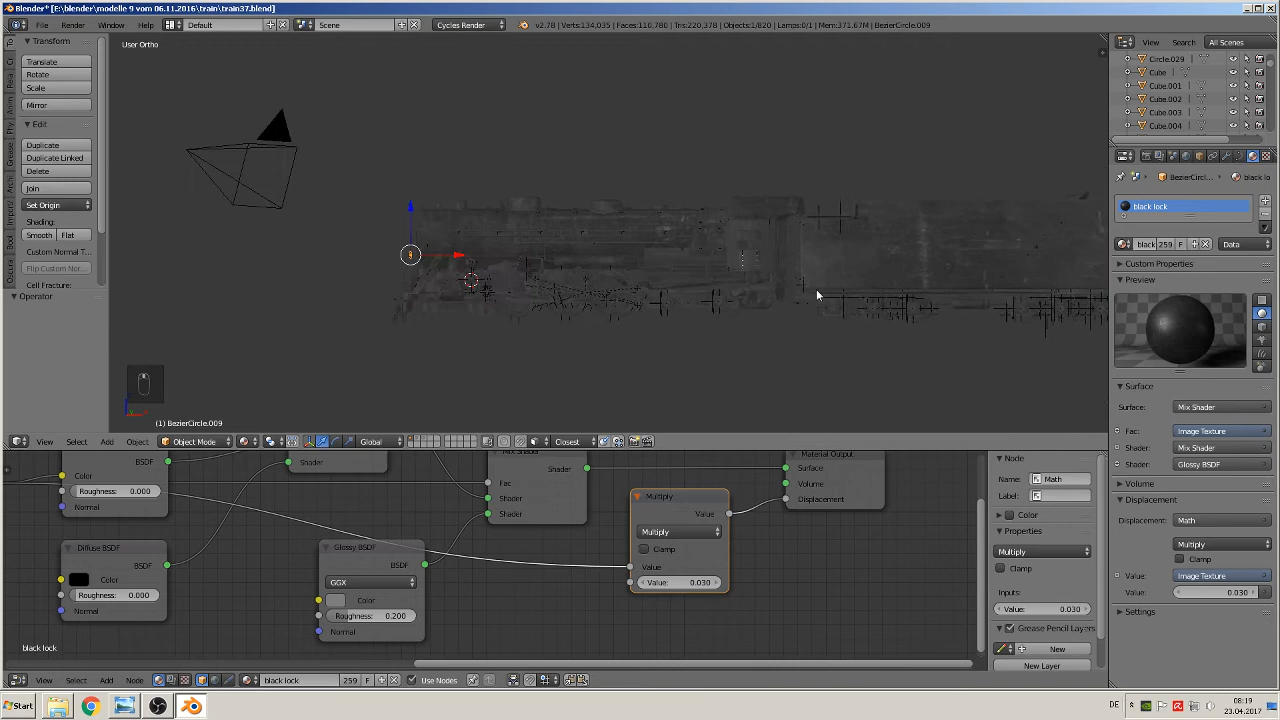 Blender* [E:\blender\modelle 9 vom 06.11.2016\train\train37.blend]
File Render Window Help Default Scene Cycles Render v2.78 | Verts:134,035 | Faces:110,780 | Tris:220,378 | Objects:1/820 | Lamps:0/1 | Mem:371.67M | BezierCircle.009
Transform
Translate
Rotate
Scale
Mirror
Edit
Duplicate
Duplicate Linked
Delete
Join
Set Origin
Shading:
Smooth Flat
Custom Normal T...
Flip Custom Nor...
Cell Fracture:
Operator
User Ortho
(1) BezierCircle.009
View Select Add Object Object Mode Global Closest
View Search All Scenes
Circle.029
Cube
Cube.001
Cube.002
Cube.003
Cube.004
BezierCircl... black lo
black lock
black 259 F Data
Custom Properties
Preview
Surface
Surface: Mix Shader
Fac: Image Texture
Shader: Mix Shader
Shader: Glossy BSDF
Volume
Displacement
Displacement: Math
Multiply
Clamp
Value: Image Texture
Value: 0.030
Settings
BSDF
Color
Roughness: 0.000
Normal
Shader
Diffuse BSDF
BSDF
Color
Roughness: 0.000
Normal
Glossy BSDF
BSDF
GGX
Color
Roughness: 0.200
Normal
Mix Shader
Shader
Fac
Shader
Shader
Multiply
Value
Multiply
Clamp
Value
Value: 0.030
Material Output
Surface
Volume
Displacement
black lock
Node
Name: Math
Label:
Color
Properties
Multiply
Clamp
Inputs:
Value: 0.030
Grease Pencil Layers
New
New Layer
View Select Add Node black lock 259 F Use Nodes
Start DE 08:19
23.04.2017